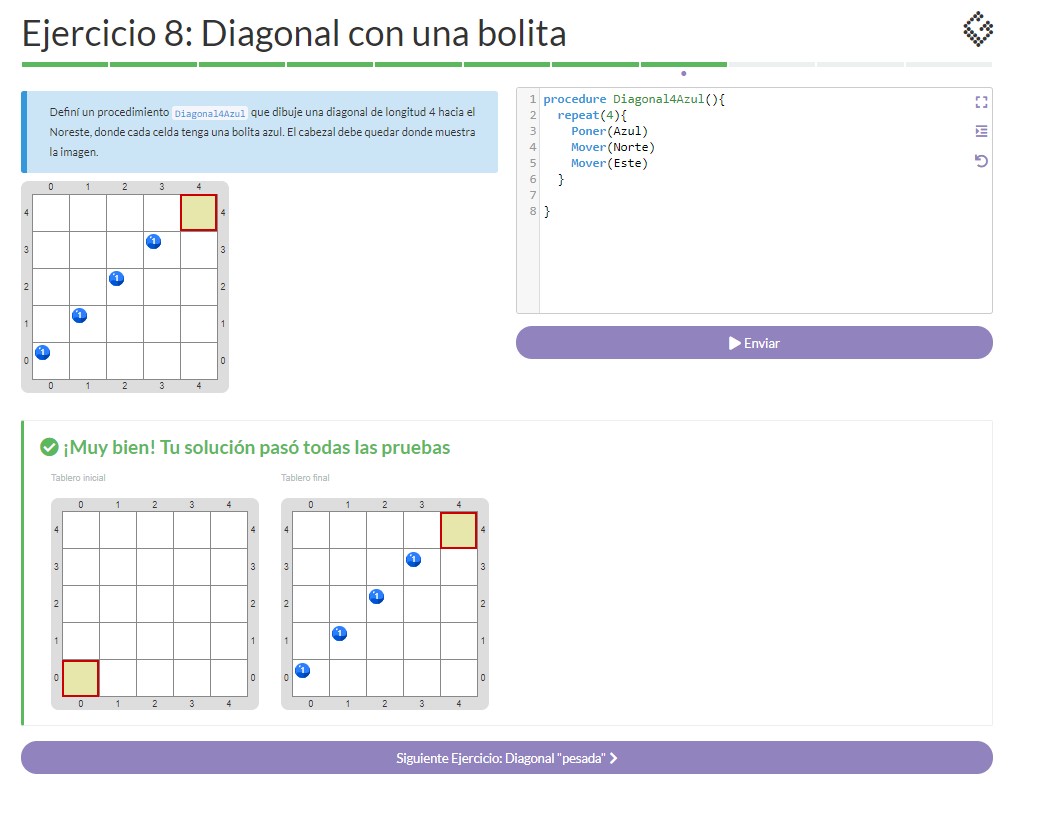 Ejercicio 8: Diagonal con una bolita
Definí un procedimiento Diagonal4Azul que dibuje una diagonal de longitud 4 hacia el
Noreste, donde cada celda tenga una bolita azul. El cabezal debe quedar donde muestra
la imagen.
0 1 2 3 4
4 4
3 1 3
2 1 2
1 1 1
0 1 0
0 1 2 3 4
1 procedure Diagonal4Azul(){
2 repeat(4){
3 Poner(Azul)
4 Mover(Norte)
5 Mover(Este)
6 }
7
8 }
Enviar
¡Muy bien! Tu solución pasó todas las pruebas
Tablero inicial
0 1 2 3 4
4 4
3 3
2 2
1 1
0 0
0 1 2 3 4
Tablero final
0 1 2 3 4
4 4
3 1 3
2 1 2
1 1 1
0 1 0
0 1 2 3 4
Siguiente Ejercicio: Diagonal "pesada"